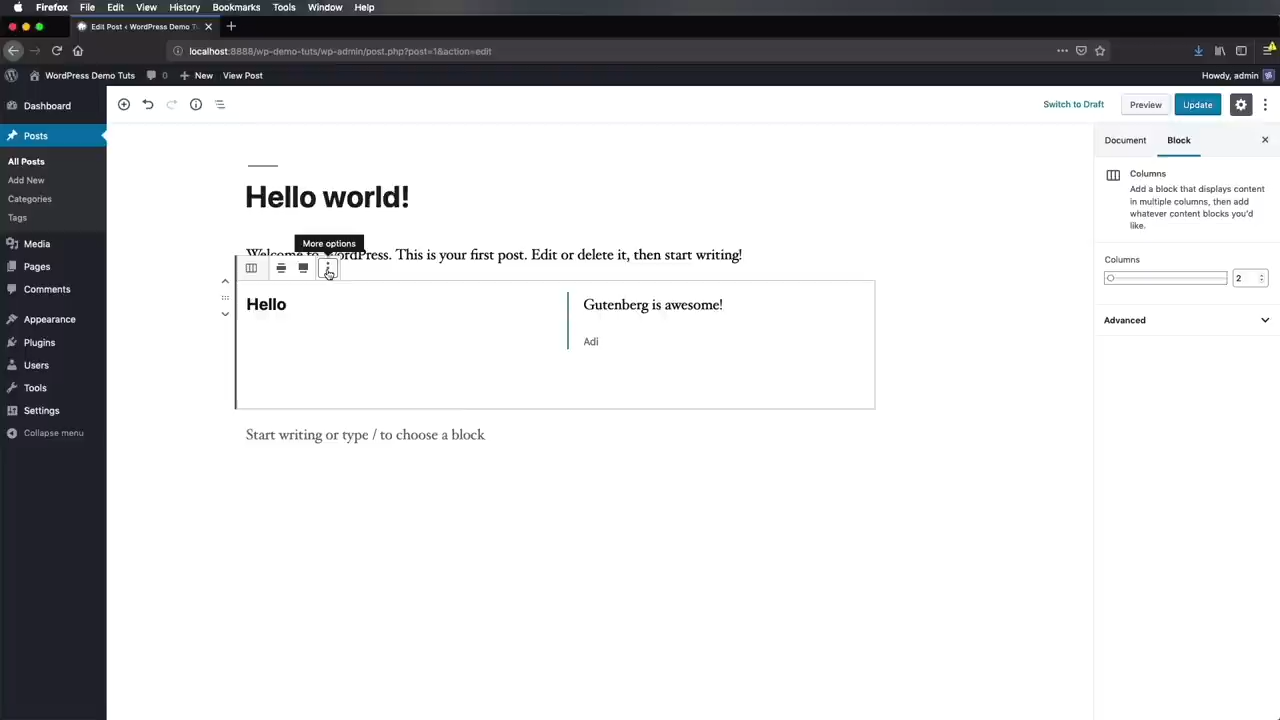 Firefox File Edit View History Bookmarks Tools Window Help
Edit Post ‹ WordPress Demo T
localhost:8888/wp-demo-tuts/wp-admin/post.php?post=1&action=edit
WordPress Demo Tuts 0 New View Post Howdy, admin
Dashboard
Posts
All Posts
Add New
Categories
Tags
Media
Pages
Comments
Appearance
Plugins
Users
Tools
Settings
Collapse menu
Switch to Draft Preview Update
Hello world!
More options
Welcome to WordPress. This is your first post. Edit or delete it, then start writing!
Hello
Gutenberg is awesome!
Adi
Start writing or type / to choose a block
Document Block
Columns
Add a block that displays content
in multiple columns, then add
whatever content blocks you'd
like.
Columns
2
Advanced